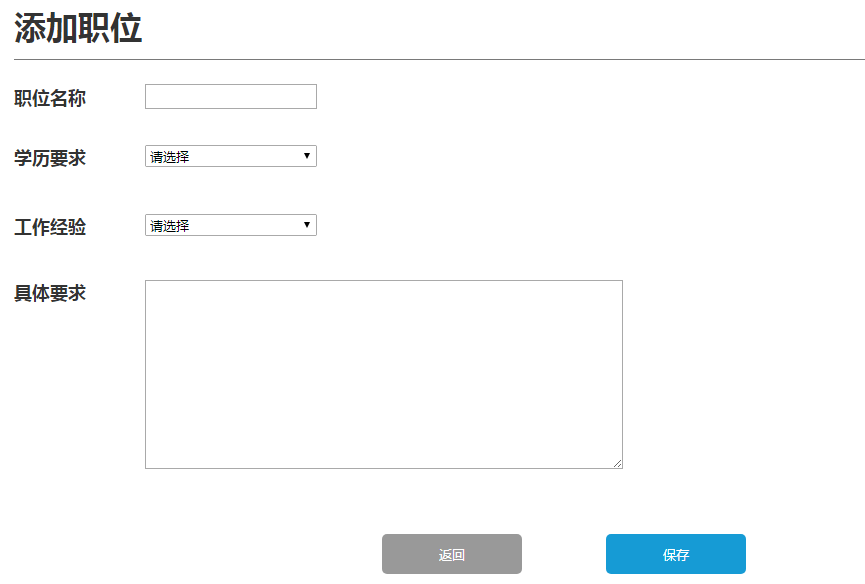 添加职位
职位名称
学历要求 请选择
工作经验 请选择
具体要求
返回 保存